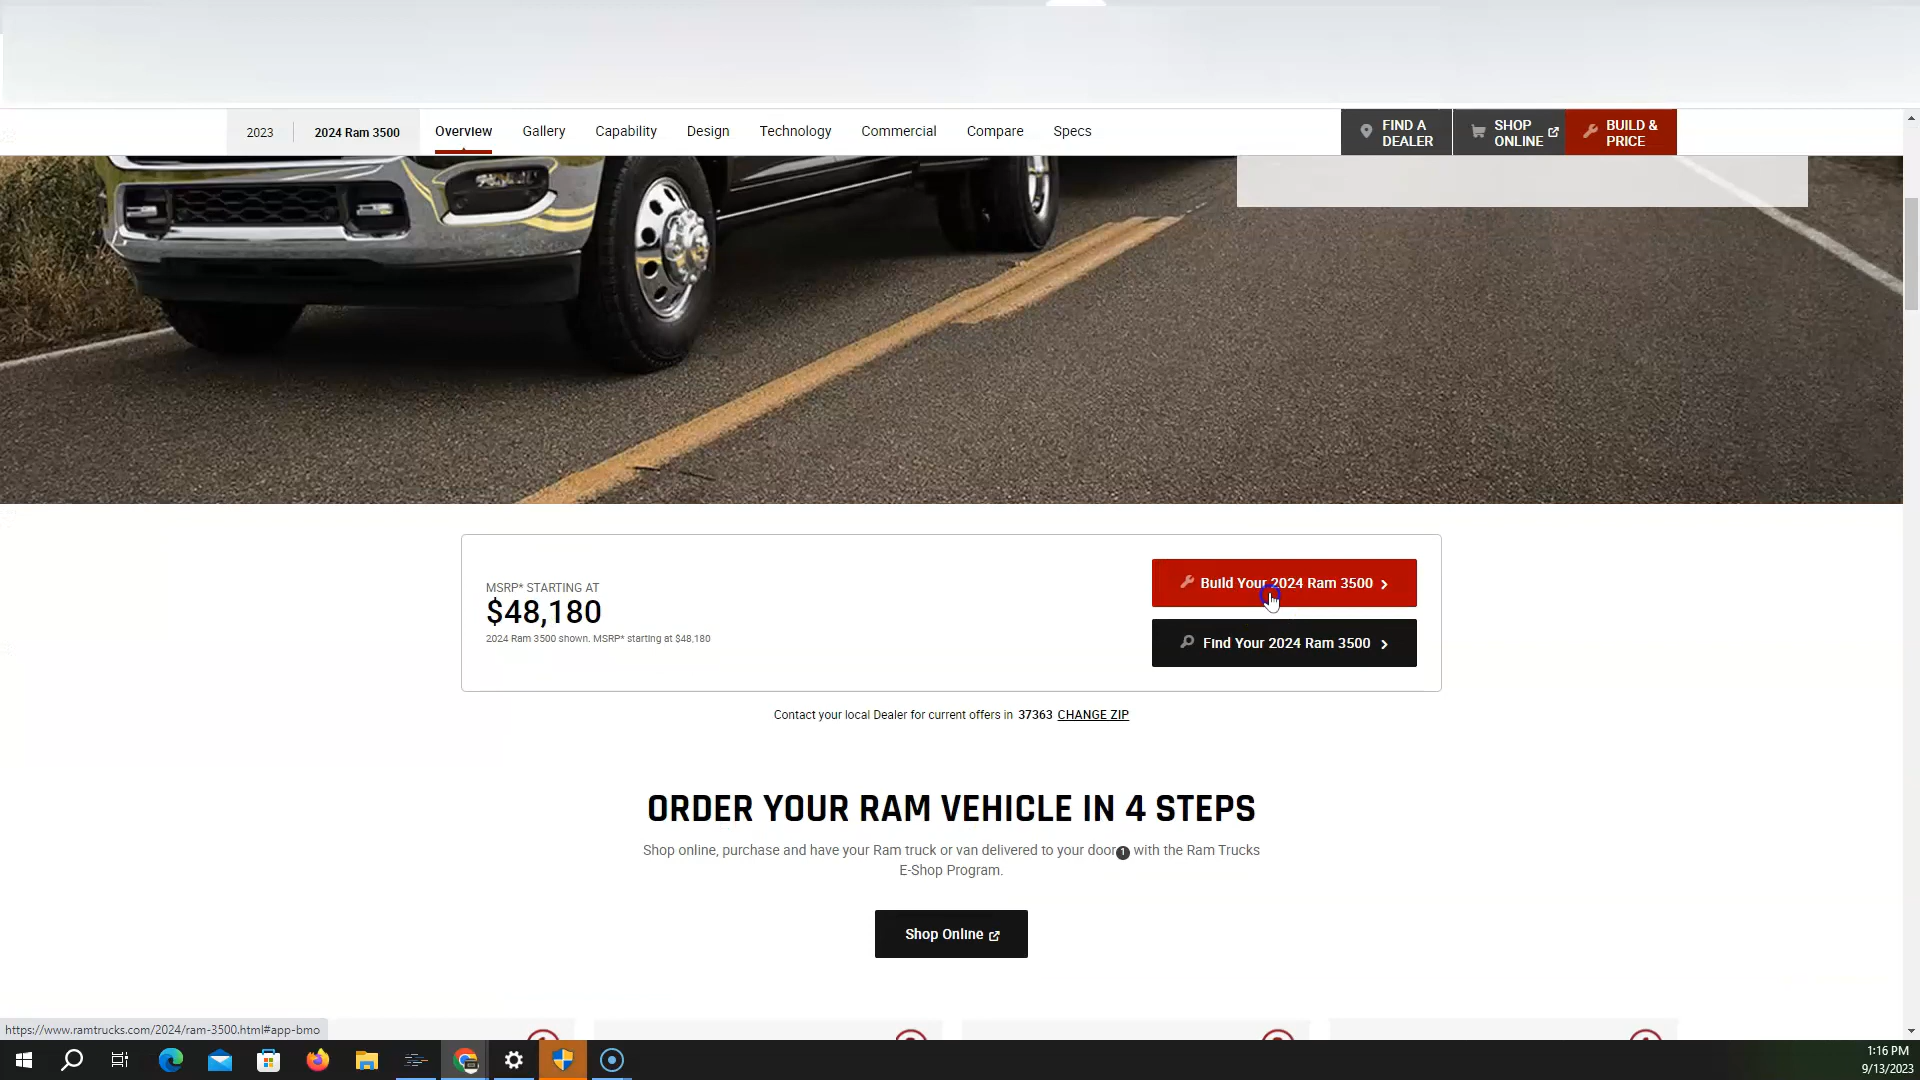 2023
2024 Ram 3500
Overview
Gallery
Capability
Design
Technology
Commercial
Compare
Specs
FIND A
DEALER
SHOP
ONLINE
BUILD &
PRICE
MSRP* STARTING AT
$48,180
2024 Ram 3500 shown. MSRP* starting at $48,180
Build Your 2024 Ram 3500
Find Your 2024 Ram 3500
Contact your local Dealer for current offers in 37363 CHANGE ZIP
ORDER YOUR RAM VEHICLE IN 4 STEPS
Shop online, purchase and have your Ram truck or van delivered to your door 1 with the Ram Trucks
E-Shop Program.
Shop Online
https://www.ramtrucks.com/2024/ram-3500.html#app-bmo
1:16 PM
9/13/2023